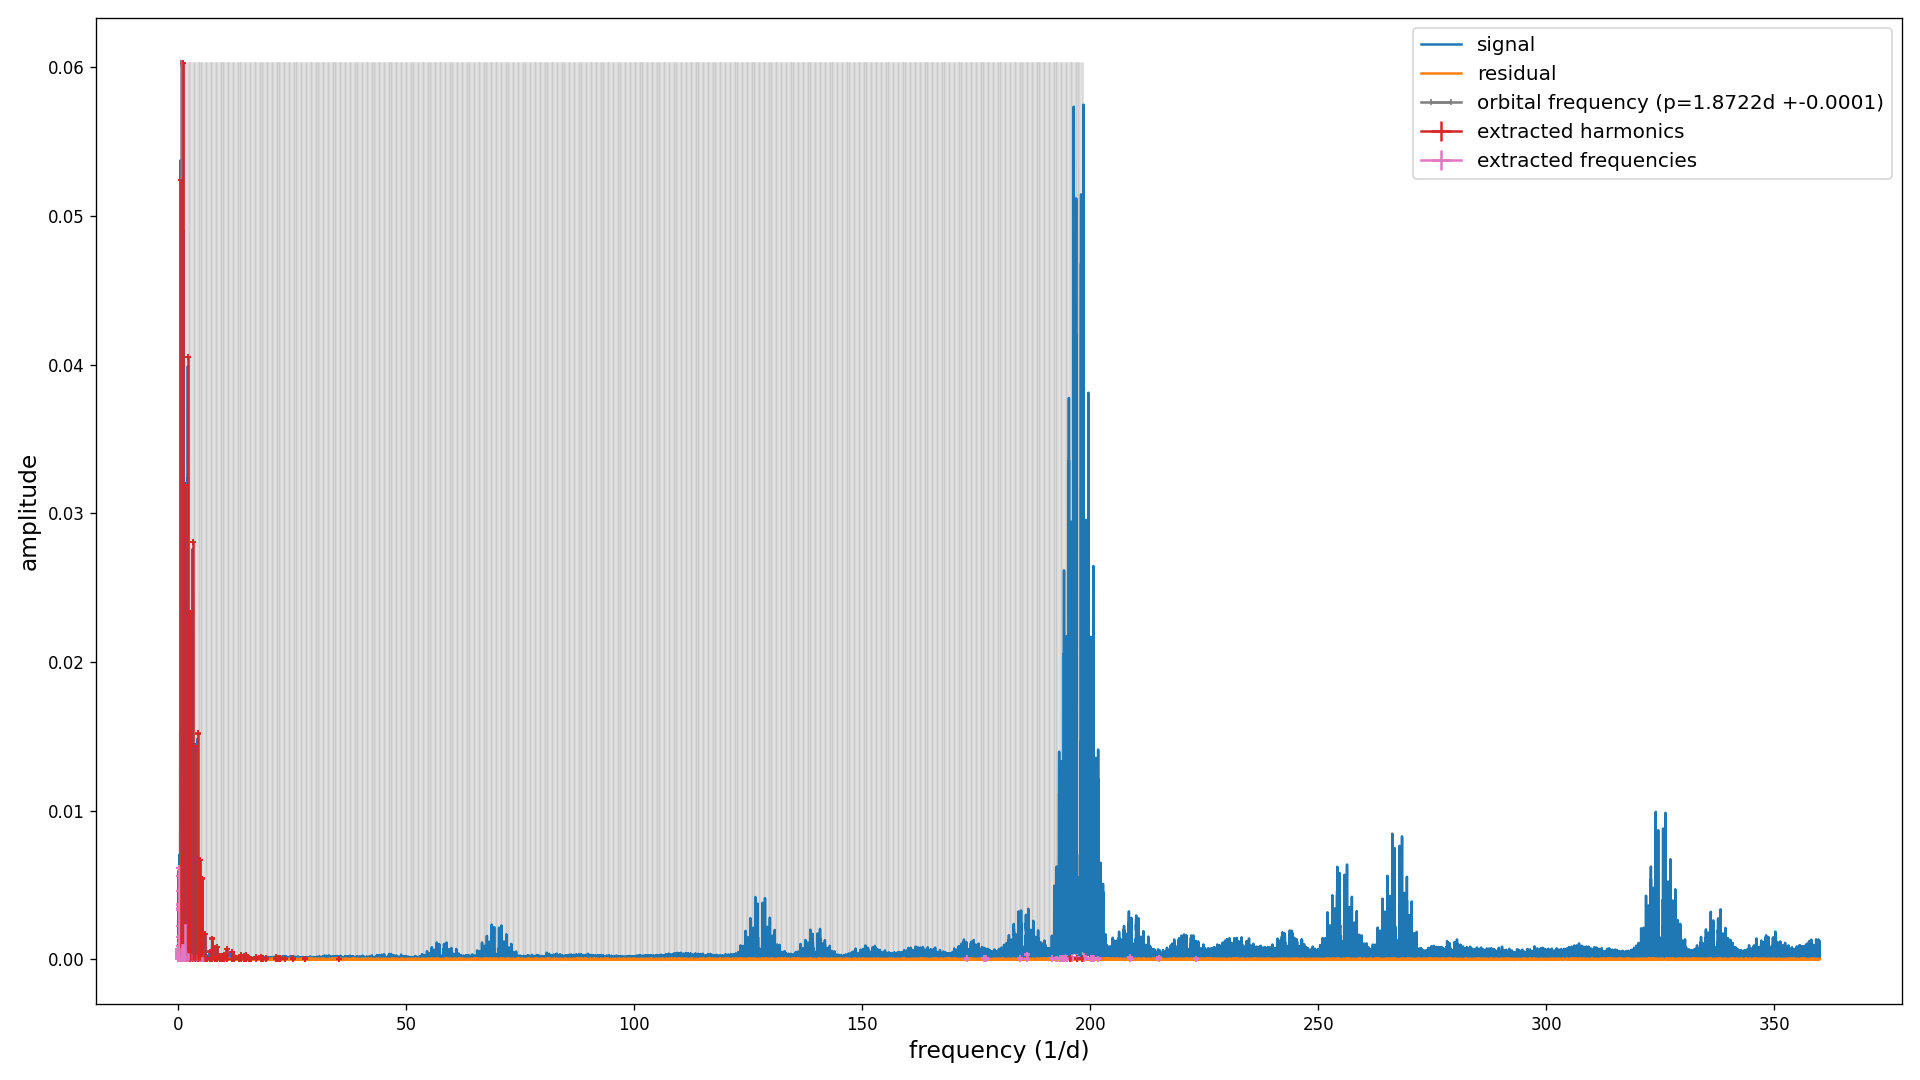 signal
residual
orbital frequency (p=1.8722d +-0.0001)
extracted harmonics
extracted frequencies
0.06
0.05
0.04
0.03
0.02
0.01
0.00
amplitude
0 50 100 150 200 250 300 350
frequency (1/d)